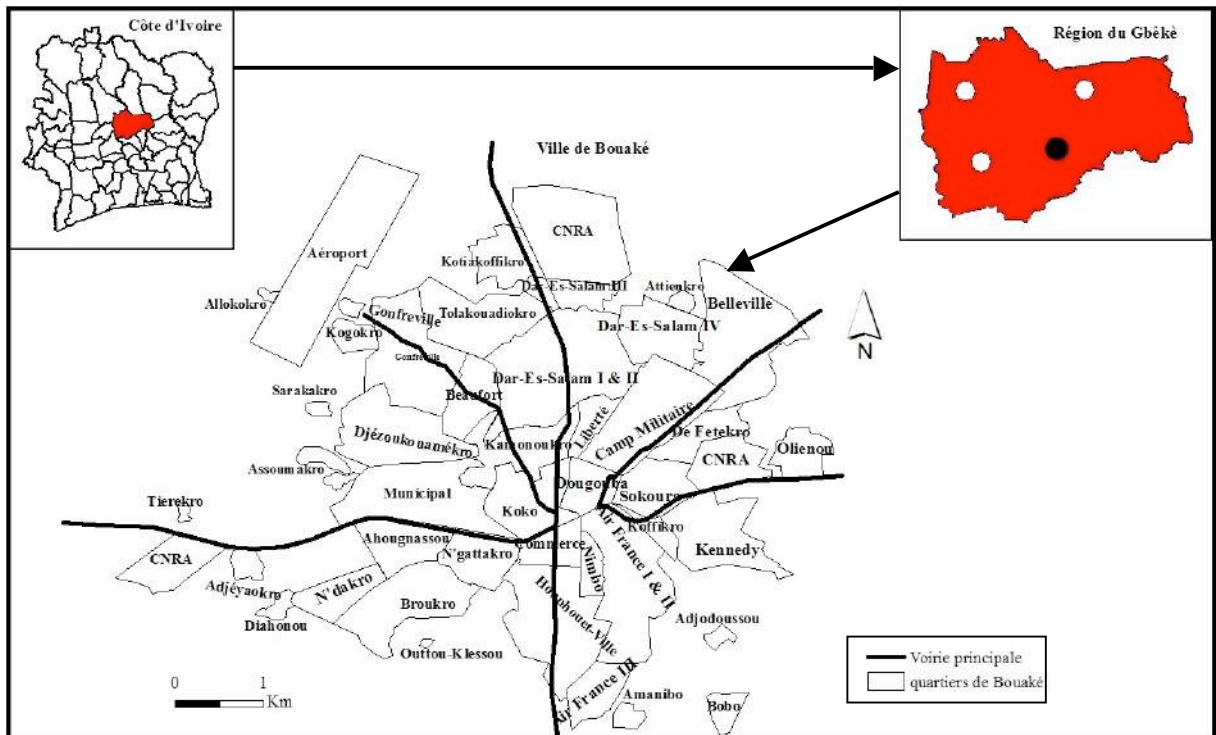 Côte d'Ivoire
Région du Gbêkè
Ville de Bouaké
CNRA
Aéroport
Kotiakoffikro
Dar-Es-Salam III
Attienkro
Allokokro
Gonfreville
Tolakouadiokro
Belleville
Kogokro
Dar-Es-Salam IV
N
Gonfreville
Dar-Es-Salam I & II
Sarakakro
Beaufort
Liberté
Camp Militaire
Djézoukouamékro
Kamonoukro
De Fetekro
Olienou
Assoumakro
CNRA
Dougouba
Municipal
Sokoura
Tierekro
Koko
Koffikro
Ahougnassou
Commerce
Air France I & II
Kennedy
CNRA
N'gattakro
Nimbo
Adjéyaokro
N'dakro
Broukro
Houphouet-Ville
Adjodoussou
Diahonou
Outtou-Klessou
Voirie principale
quartiers de Bouaké
Air France III
Amanibo
Bobo
0 1
Km